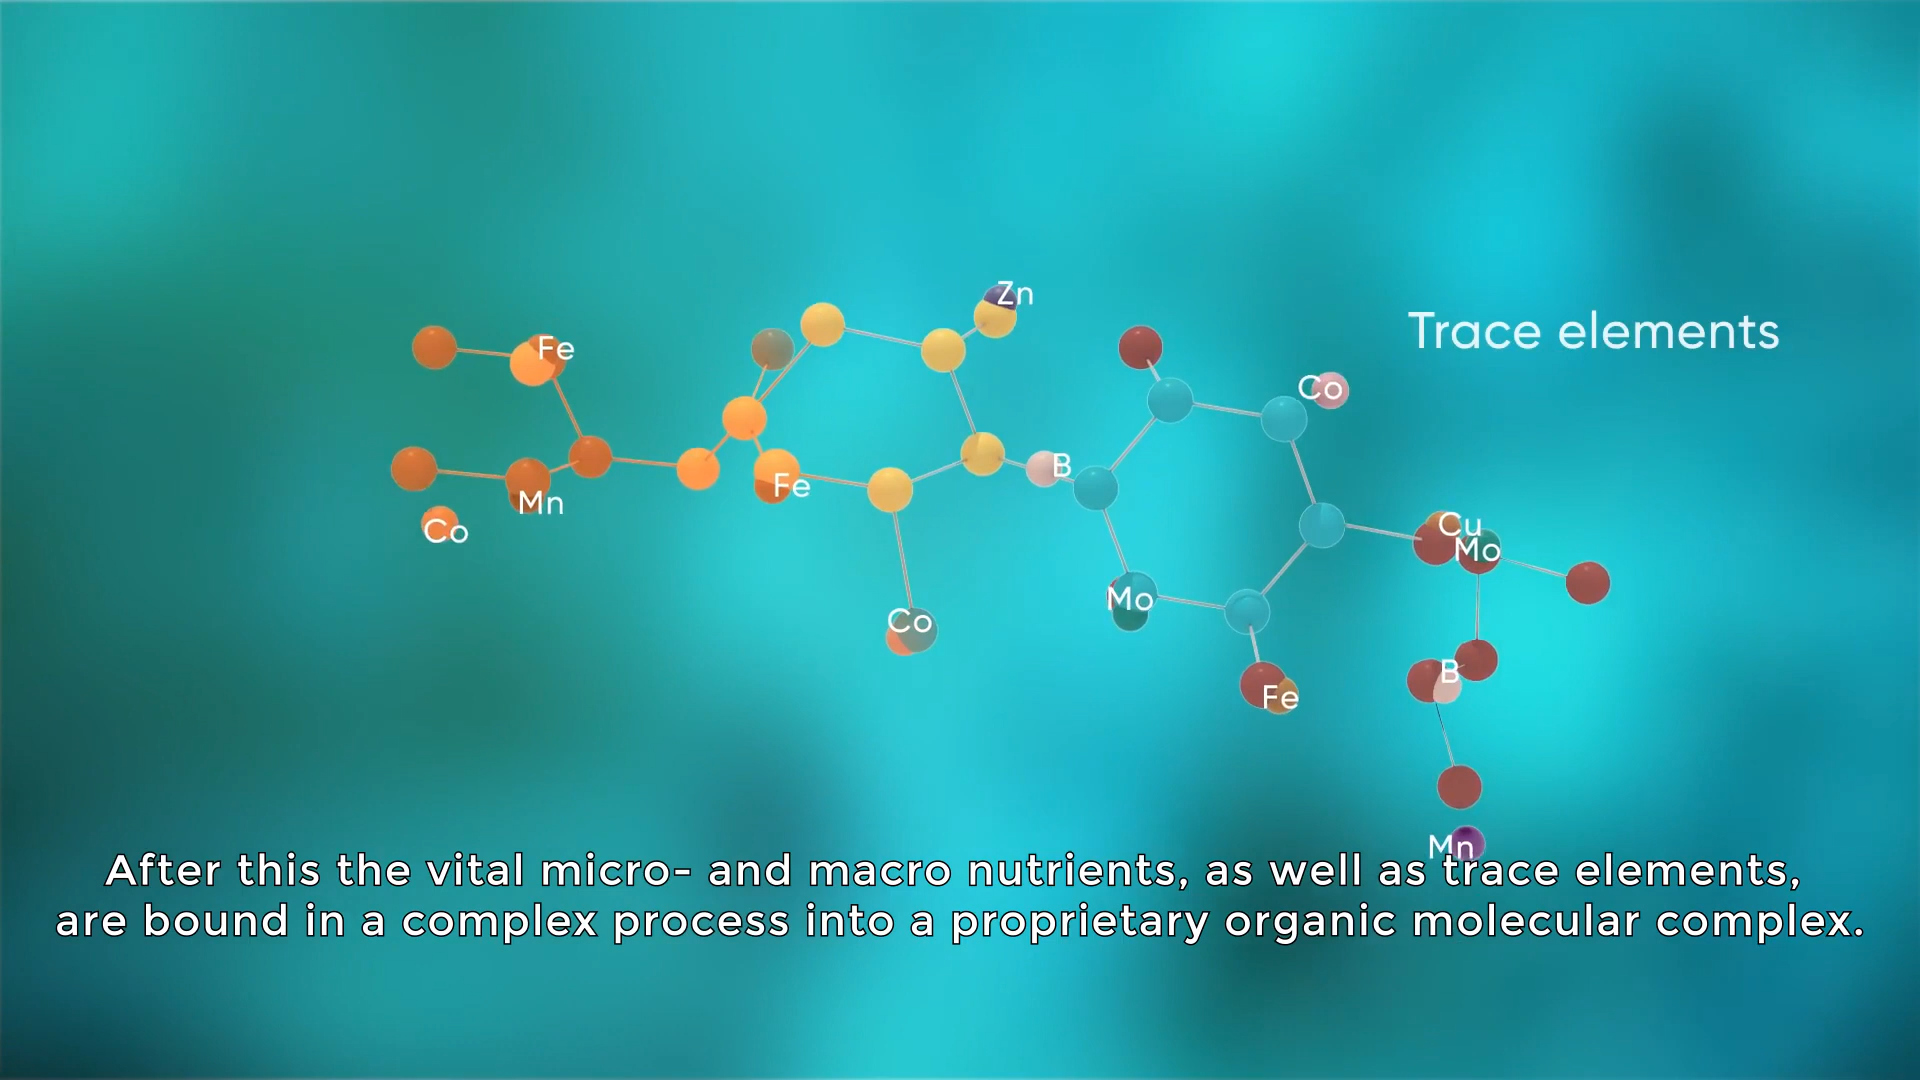 Zn
Trace elements
Fe
Co
B
Fe
Mn
Co
Cu
Mo
Mo
Co
B
Fe
Mn
After this the vital micro- and macro nutrients, as well as trace elements,
are bound in a complex process into a proprietary organic molecular complex.